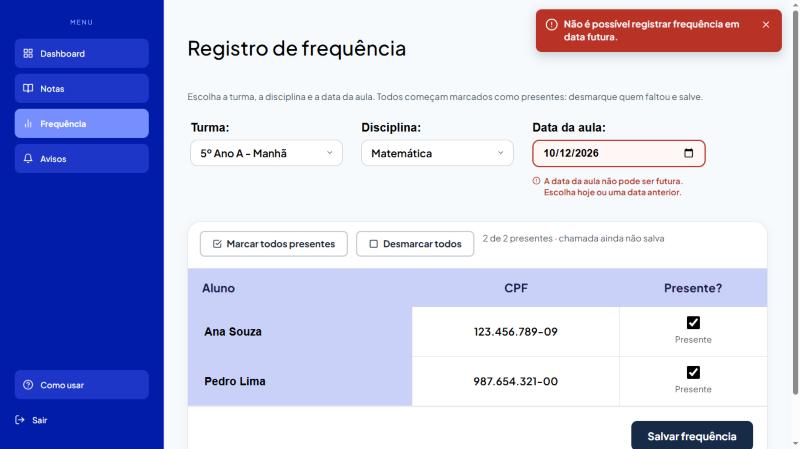 MENU
Dashboard
Notas
Frequência
Avisos
Como usar
Sair
Não é possível registrar frequência em
data futura.
Registro de frequência
Escolha a turma, a disciplina e a data da aula. Todos começam marcados como presentes: desmarque quem faltou e salve.
Turma: Disciplina: Data da aula:
5º Ano A - Manhã Matemática 10/12/2026
A data da aula não pode ser futura.
Escolha hoje ou uma data anterior.
Marcar todos presentes Desmarcar todos 2 de 2 presentes · chamada ainda não salva
Aluno CPF Presente?
Ana Souza 123.456.789-09
Presente
Pedro Lima 987.654.321-00
Presente
Salvar frequência